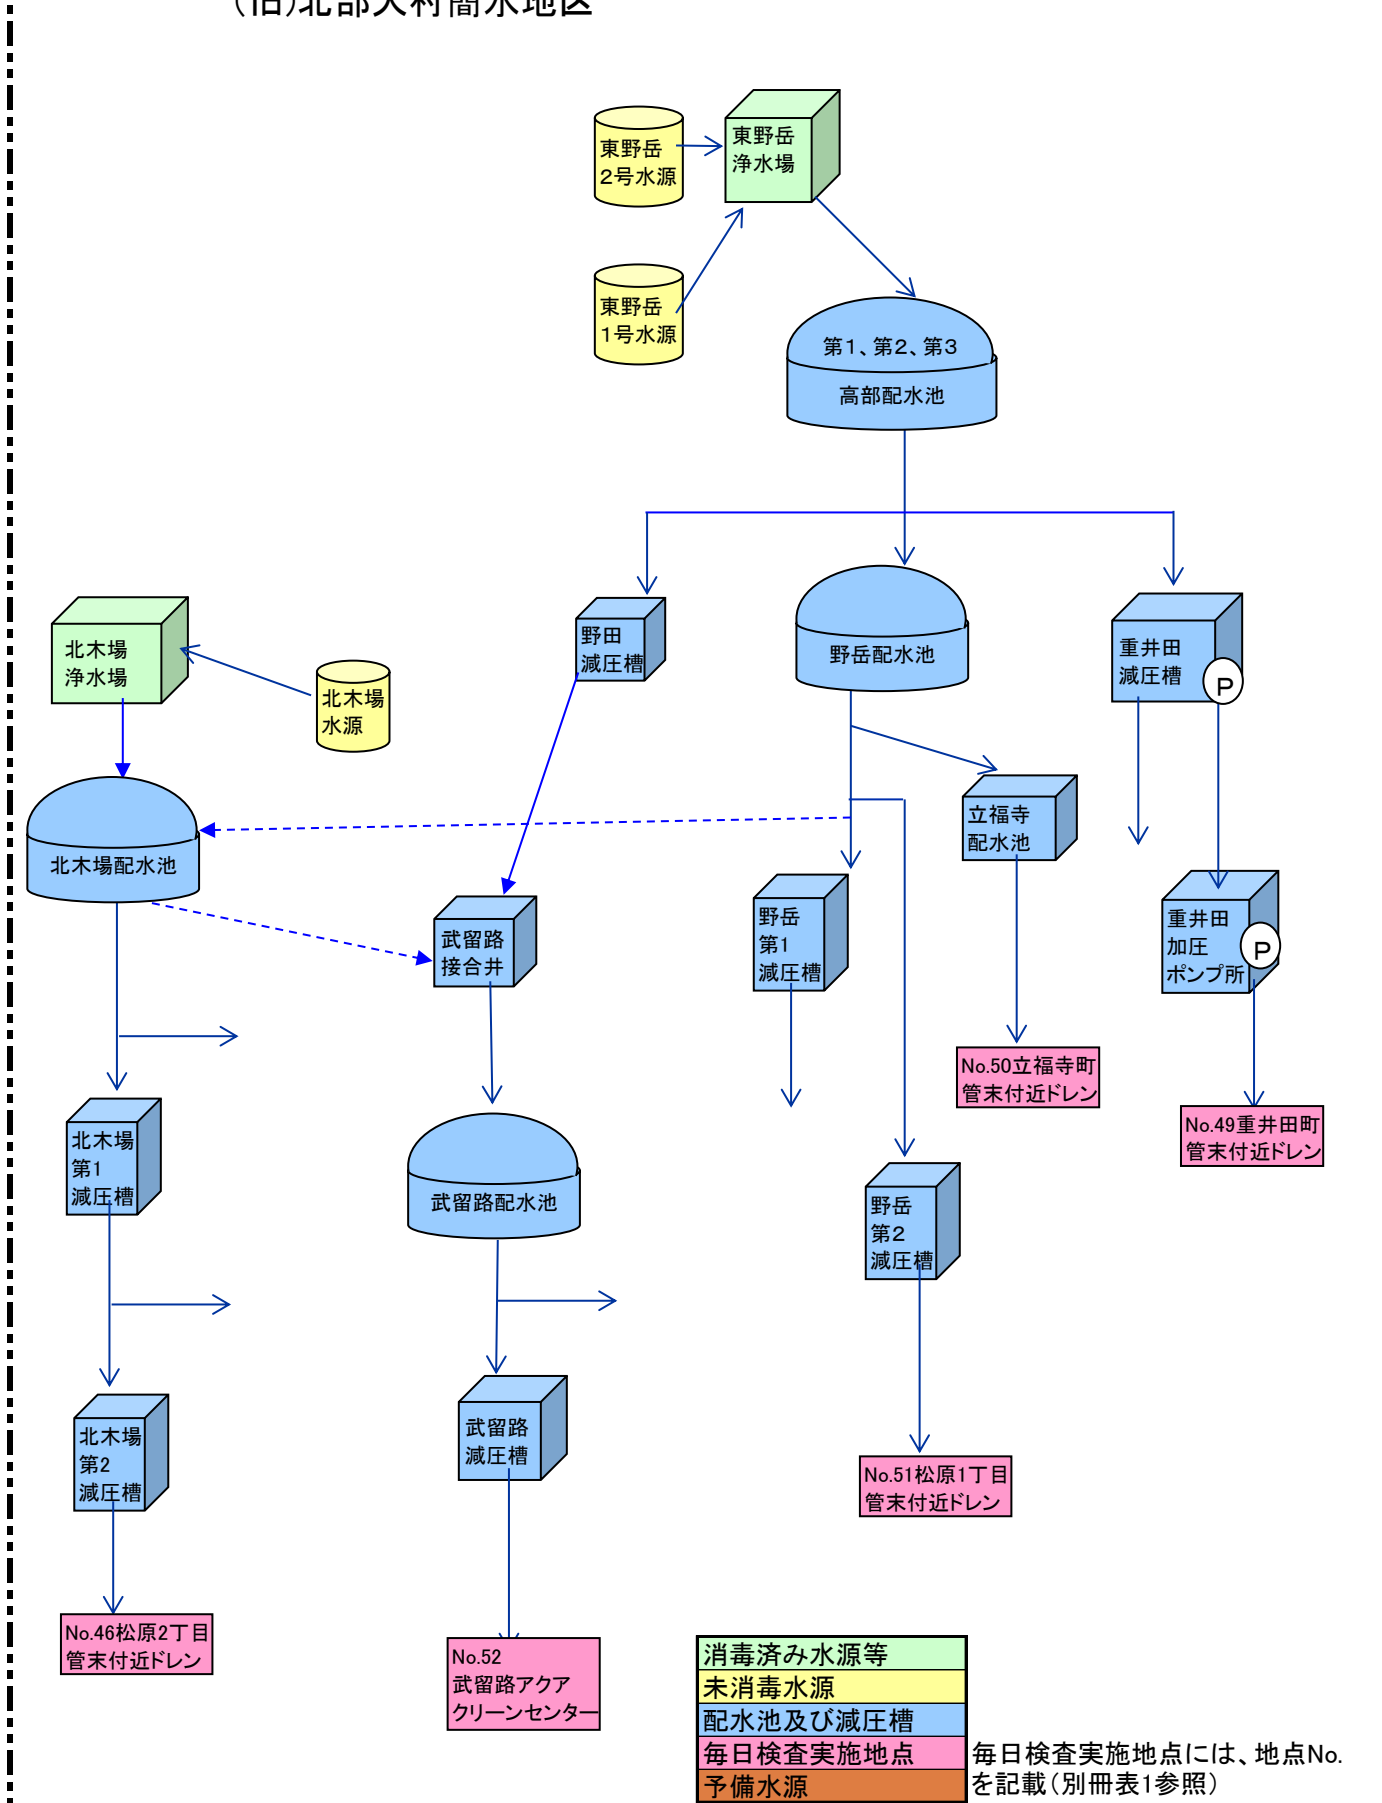 (旧)北部大村簡水地区
東野岳
2号水源
東野岳
浄水場
東野岳
1号水源
第1、第2、第3
高部配水池
北木場
浄水場
北木場
水源
野田
減圧槽
野岳配水池
重井田
減圧槽
P
北木場配水池
立福寺
配水池
武留路
接合井
野岳
第1
減圧槽
重井田
加圧
ポンプ所
P
No.50立福寺町
管末付近ドレン
No.49重井田町
管末付近ドレン
北木場
第1
減圧槽
武留路配水池
野岳
第2
減圧槽
北木場
第2
減圧槽
武留路
減圧槽
No.51松原1丁目
管末付近ドレン
No.46松原2丁目
管末付近ドレン
No.52
武留路アクア
クリーンセンター
消毒済み水源等
未消毒水源
配水池及び減圧槽
毎日検査実施地点
予備水源
毎日検査実施地点には、地点No.
を記載(別冊表1参照)